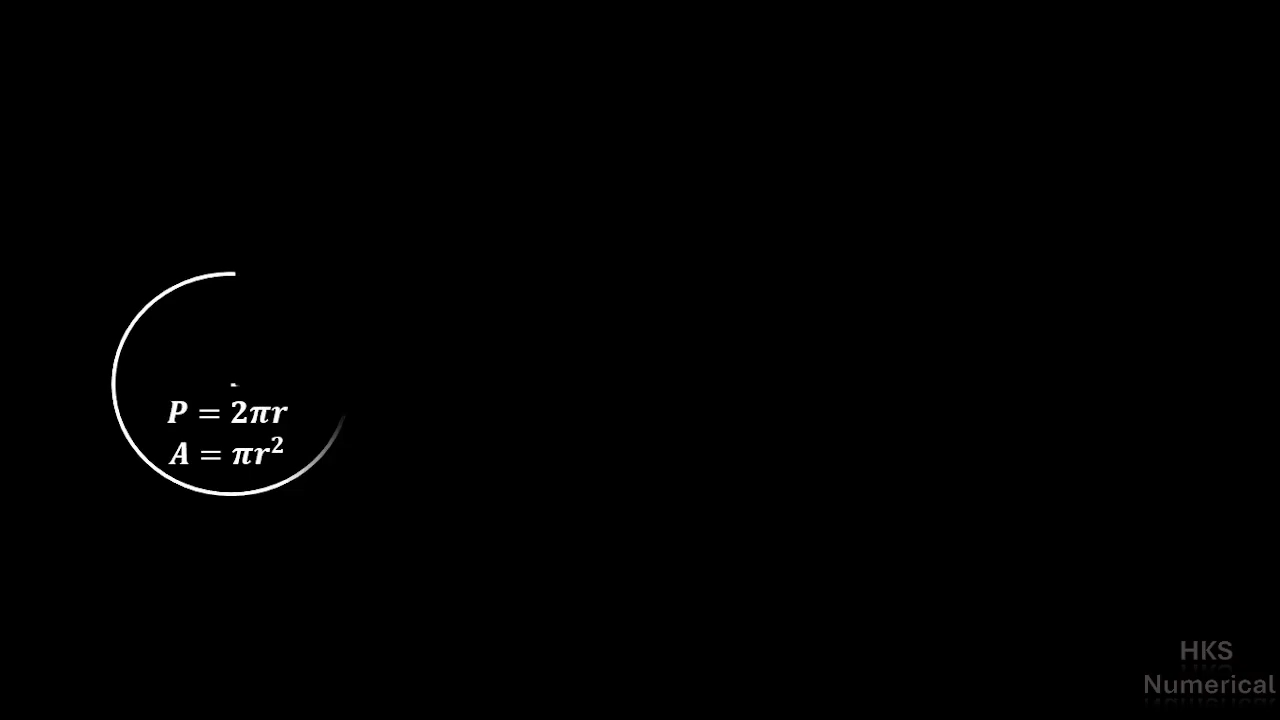 P = 2πr
A = πr²
HKS
Numerical